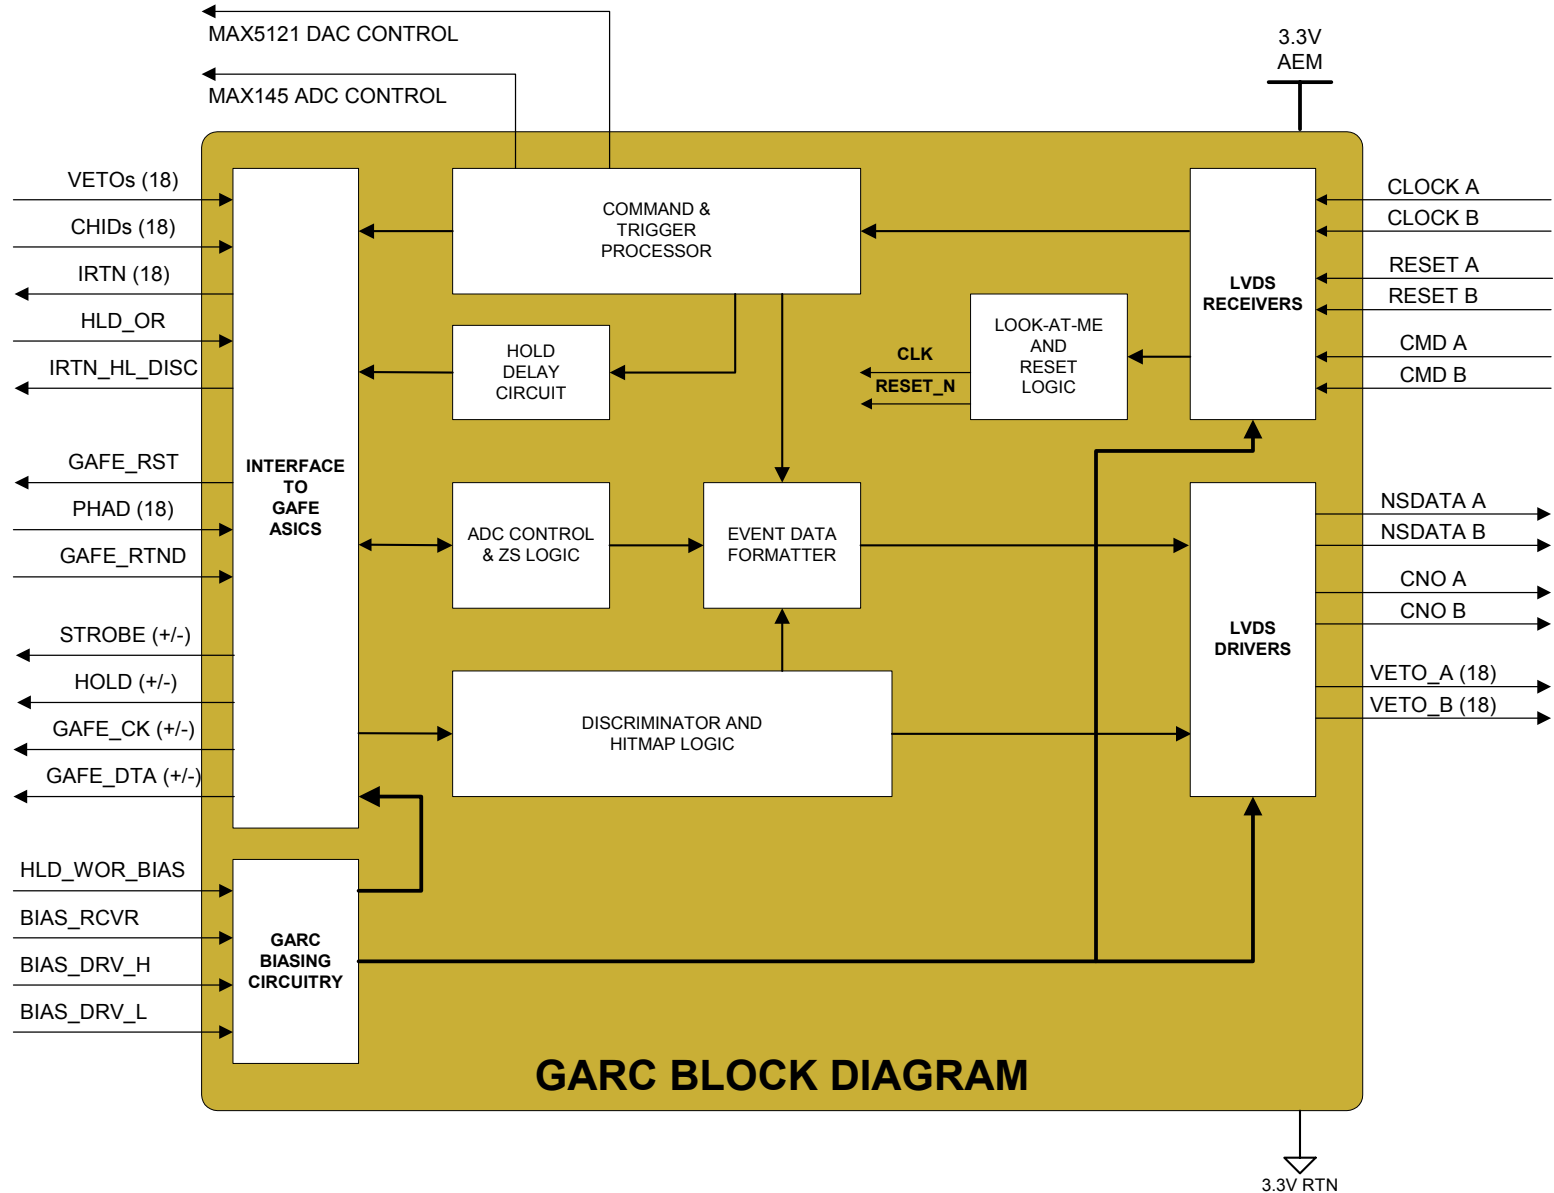 MAX5121 DAC CONTROL
MAX145 ADC CONTROL
3.3V
AEM
VETOs (18)
CHIDs (18)
IRTN (18)
HLD_OR
IRTN_HL_DISC
GAFE_RST
PHAD (18)
GAFE_RTND
STROBE (+/-)
HOLD (+/-)
GAFE_CK (+/-)
GAFE_DTA (+/-)
HLD_WOR_BIAS
BIAS_RCVR
BIAS_DRV_H
BIAS_DRV_L
INTERFACE
TO
GAFE
ASICS
GARC
BIASING
CIRCUITRY
COMMAND &
TRIGGER
PROCESSOR
HOLD
DELAY
CIRCUIT
CLK
RESET_N
LOOK-AT-ME
AND
RESET
LOGIC
ADC CONTROL
& ZS LOGIC
EVENT DATA
FORMATTER
DISCRIMINATOR AND
HITMAP LOGIC
LVDS
RECEIVERS
LVDS
DRIVERS
CLOCK A
CLOCK B
RESET A
RESET B
CMD A
CMD B
NSDATA A
NSDATA B
CNO A
CNO B
VETO_A (18)
VETO_B (18)
GARC BLOCK DIAGRAM
3.3V RTN